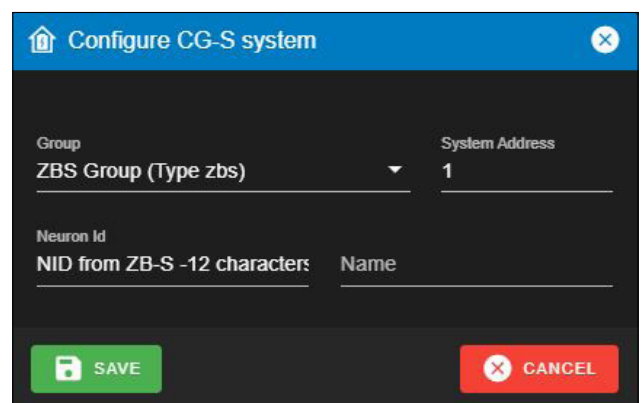 Configure CG-S system
Group
System Address
ZBS Group (Type zbs)
1
Neuron Id
NID from ZB-S -12 characters
Name
SAVE
CANCEL